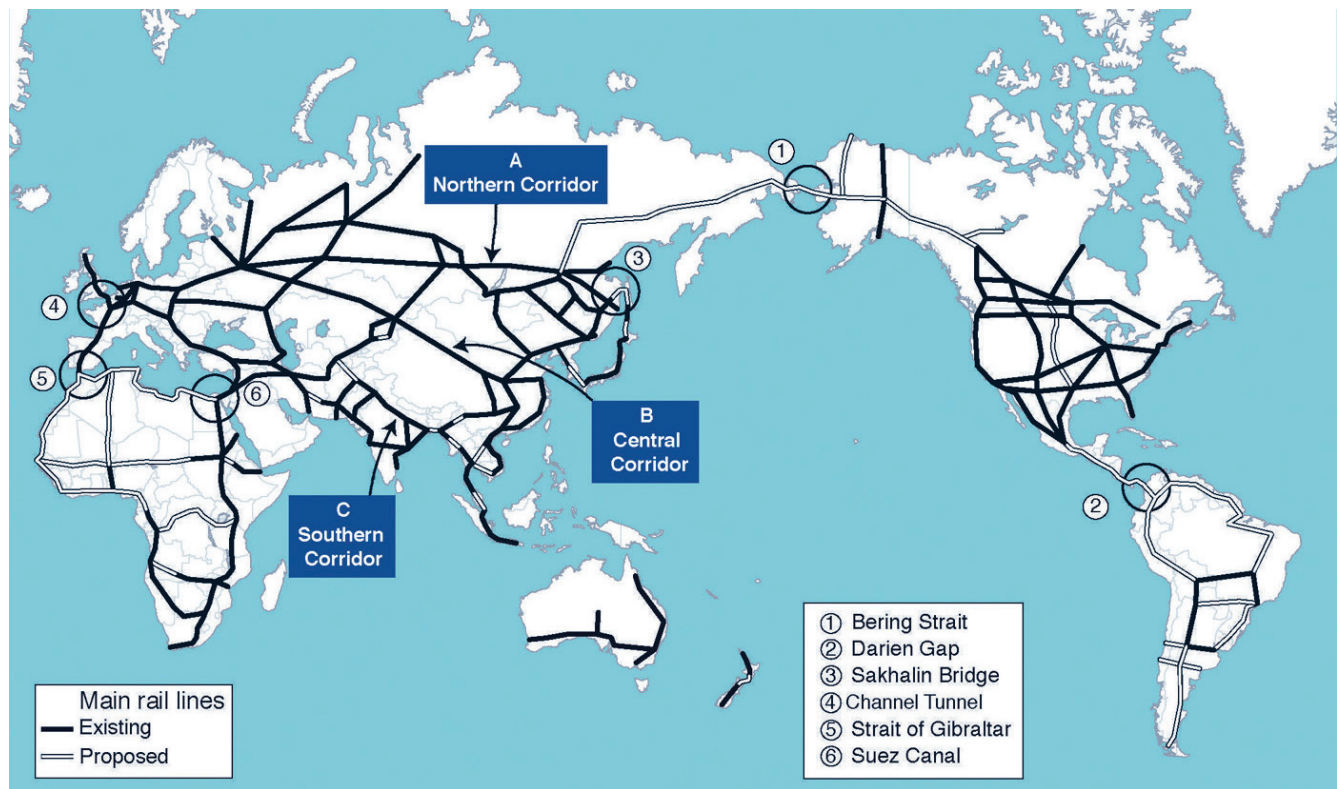 1
A
Northern Corridor
3
4
5
6
B
Central
Corridor
C
Southern
Corridor
2
Main rail lines
Existing
Proposed
1 Bering Strait
2 Darien Gap
3 Sakhalin Bridge
4 Channel Tunnel
5 Strait of Gibraltar
6 Suez Canal